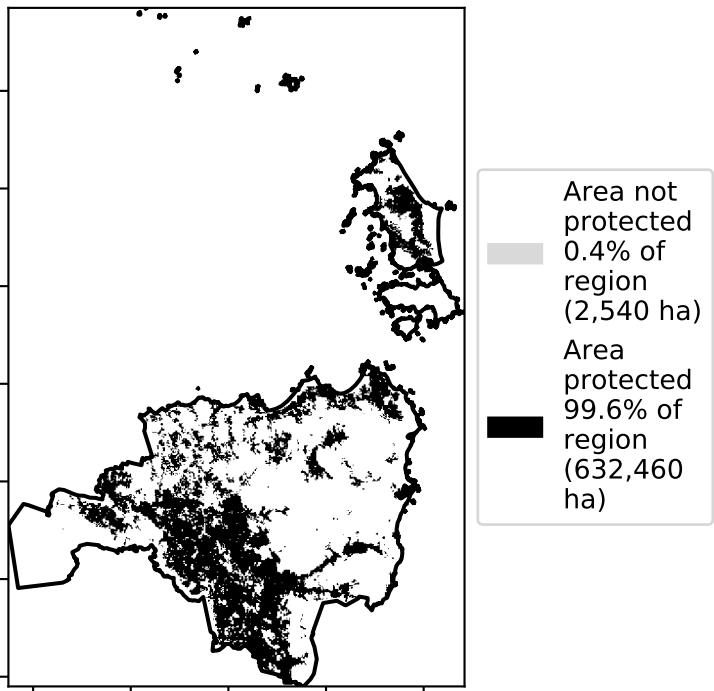 Area not
protected
0.4% of
region
(2,540 ha)
Area
protected
99.6% of
region
(632,460
ha)